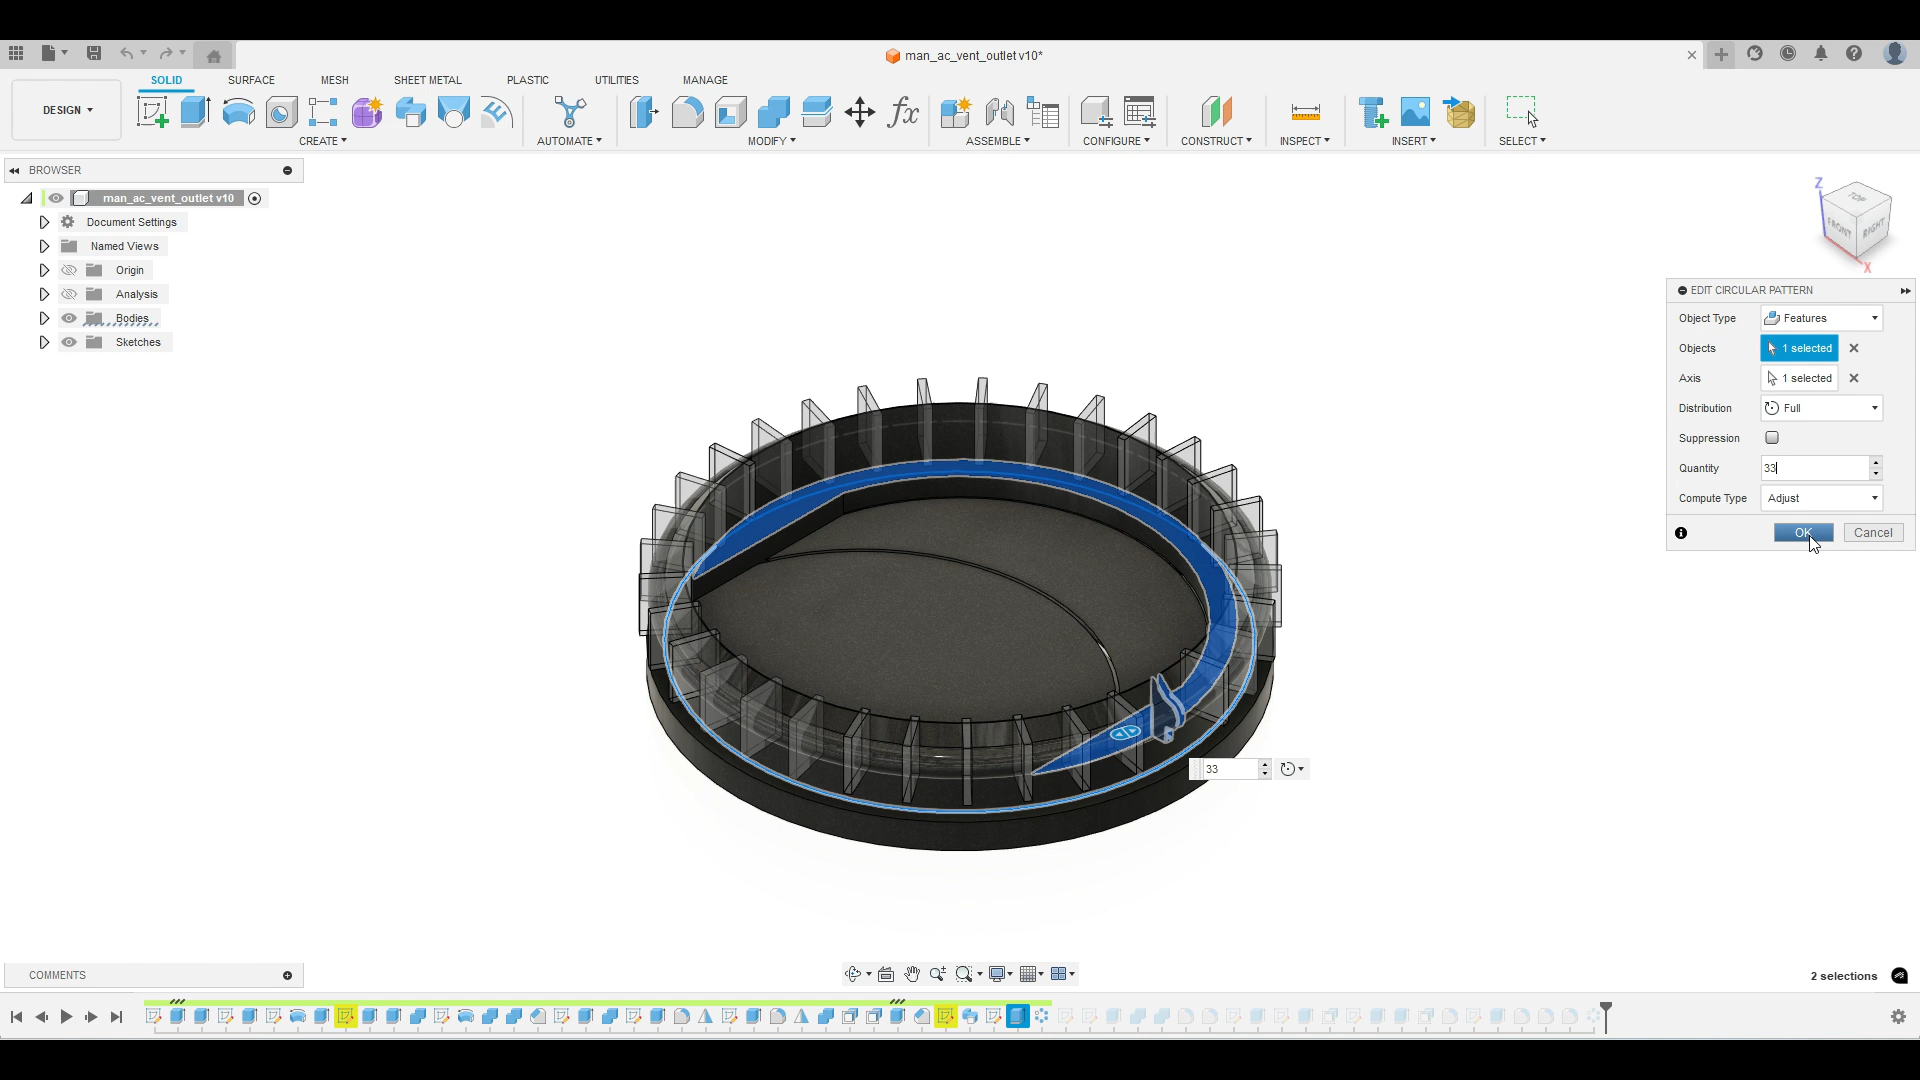 man_ac_vent_outlet v10*
SOLID SURFACE MESH SHEET METAL PLASTIC UTILITIES MANAGE
DESIGN
CREATE AUTOMATE MODIFY ASSEMBLE CONFIGURE CONSTRUCT INSPECT INSERT SELECT
BROWSER
man_ac_vent_outlet v10
Document Settings
Named Views
Origin
Analysis
Bodies
Sketches
Z
TOP
FRONT RIGHT
X
EDIT CIRCULAR PATTERN
Object Type Features
Objects 1 selected
Axis 1 selected
Distribution Full
Suppression
Quantity 33
Compute Type Adjust
OK Cancel
33
COMMENTS
2 selections